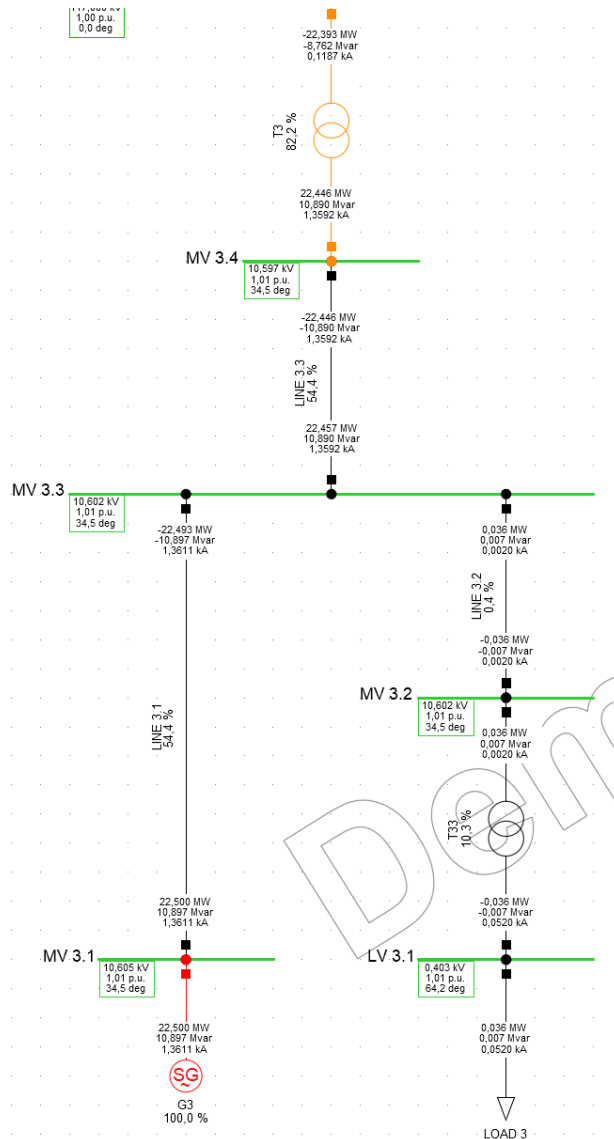 1,00 p.u.
0,0 deg
-22,393 MW
-8,762 Mvar
0,1187 kA
T3
82,2 %
22,446 MW
10,890 Mvar
1,3592 kA
MV 3.4
10,597 kV
1,01 p.u.
34,5 deg
-22,446 MW
-10,890 Mvar
1,3592 kA
LINE 3.3
54,4 %
22,457 MW
10,890 Mvar
1,3592 kA
MV 3.3
10,602 kV
1,01 p.u.
34,5 deg
-22,493 MW
-10,897 Mvar
1,3611 kA
0,036 MW
0,007 Mvar
0,0020 kA
LINE 3.2
0,4 %
-0,036 MW
-0,007 Mvar
0,0020 kA
MV 3.2
10,602 kV
1,01 p.u.
34,5 deg
0,036 MW
0,007 Mvar
0,0020 kA
LINE 3.1
54,4 %
T33
10,3 %
Dem
22,500 MW
10,897 Mvar
1,3611 kA
-0,036 MW
-0,007 Mvar
0,0520 kA
MV 3.1
10,605 kV
1,01 p.u.
34,5 deg
LV 3.1
0,403 kV
1,01 p.u.
64,2 deg
22,500 MW
10,897 Mvar
1,3611 kA
0,036 MW
0,007 Mvar
0,0520 kA
SG
~
G3
100,0 %
LOAD 3